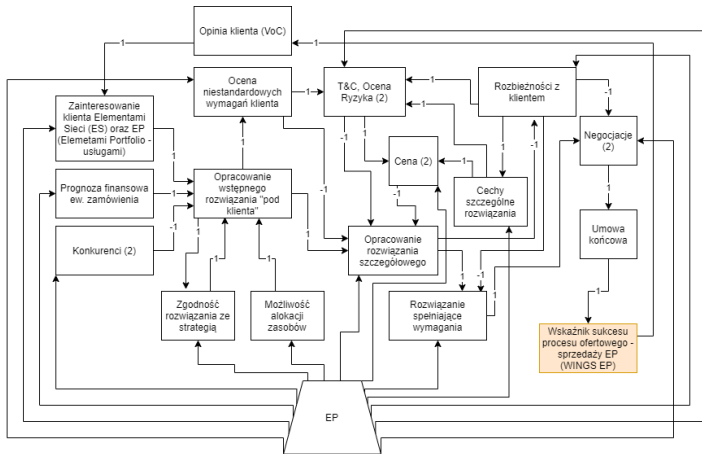 Opinia klienta (VoC)
1
1
Ocena
niestandardowych
wymagań klienta
1
T&C, Ocena
Ryzyka (2)
1
Rozbieżności z
klientem
-1
Zainteresowanie
klienta Elementami
Sieci (ES) oraz EP
(Elemetami Portfolio -
usługami)
1
1
-1
-1
1
1
1
-1
Negocjacje
(2)
Cena (2)
1
Cechy
szczególne
rozwiązania
1
Prognoza finansowa
ew. zamówienia
1
Opracowanie
wstępnego
rozwiązania "pod
klienta"
1
-1
1
Umowa
końcowa
Konkurenci (2)
-1
1
1
1
1
Opracowanie
rozwiązania
szczegółowego
1
1
-1
1
Zgodność
rozwiązania ze
strategią
Możliwość
alokacji
zasobów
Rozwiązanie
spełniające
wymagania
1
Wskaźnik sukcesu
procesu ofertowego -
sprzedaży EP
(WINGS EP)
EP